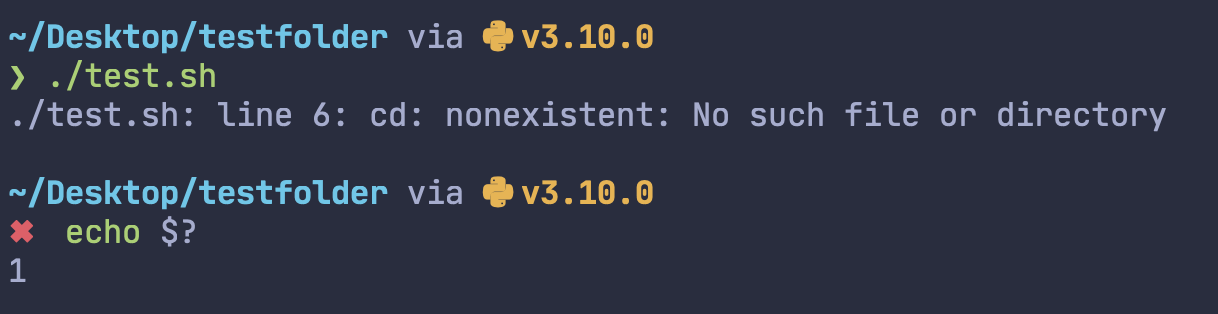 ~/Desktop/testfolder via v3.10.0
❯ ./test.sh
./test.sh: line 6: cd: nonexistent: No such file or directory
~/Desktop/testfolder via v3.10.0
✖ echo $?
1